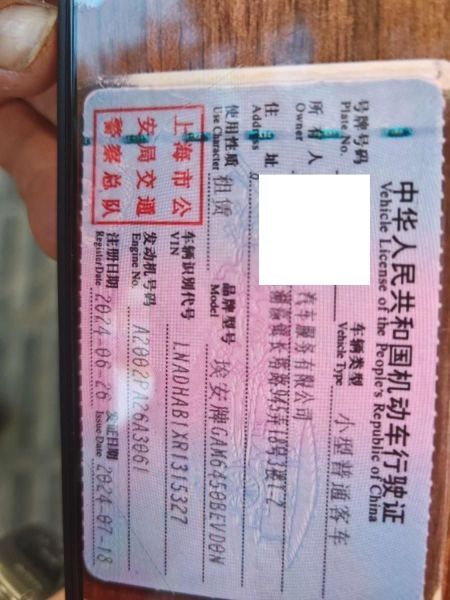 中华人民共和国机动车行驶证
Vehicle License of the People's Republic of China
号牌号码
Plate No.
车辆类型 小型普通客车
Vehicle Type
所有人 汽车服务有限公司
Owner
住址
Address
使用性质 租赁
Use Character
品牌型号 埃安牌GAM6450BEVD0N
Model
上海市公
安局交通
警察总队
车辆识别代号 LNADHAB1XR1315327
VIN
发动机号码 A2002PA26A3061
Engine No.
注册日期 2024-06-26
Register Date
发证日期 2024-07-18
Issue Date